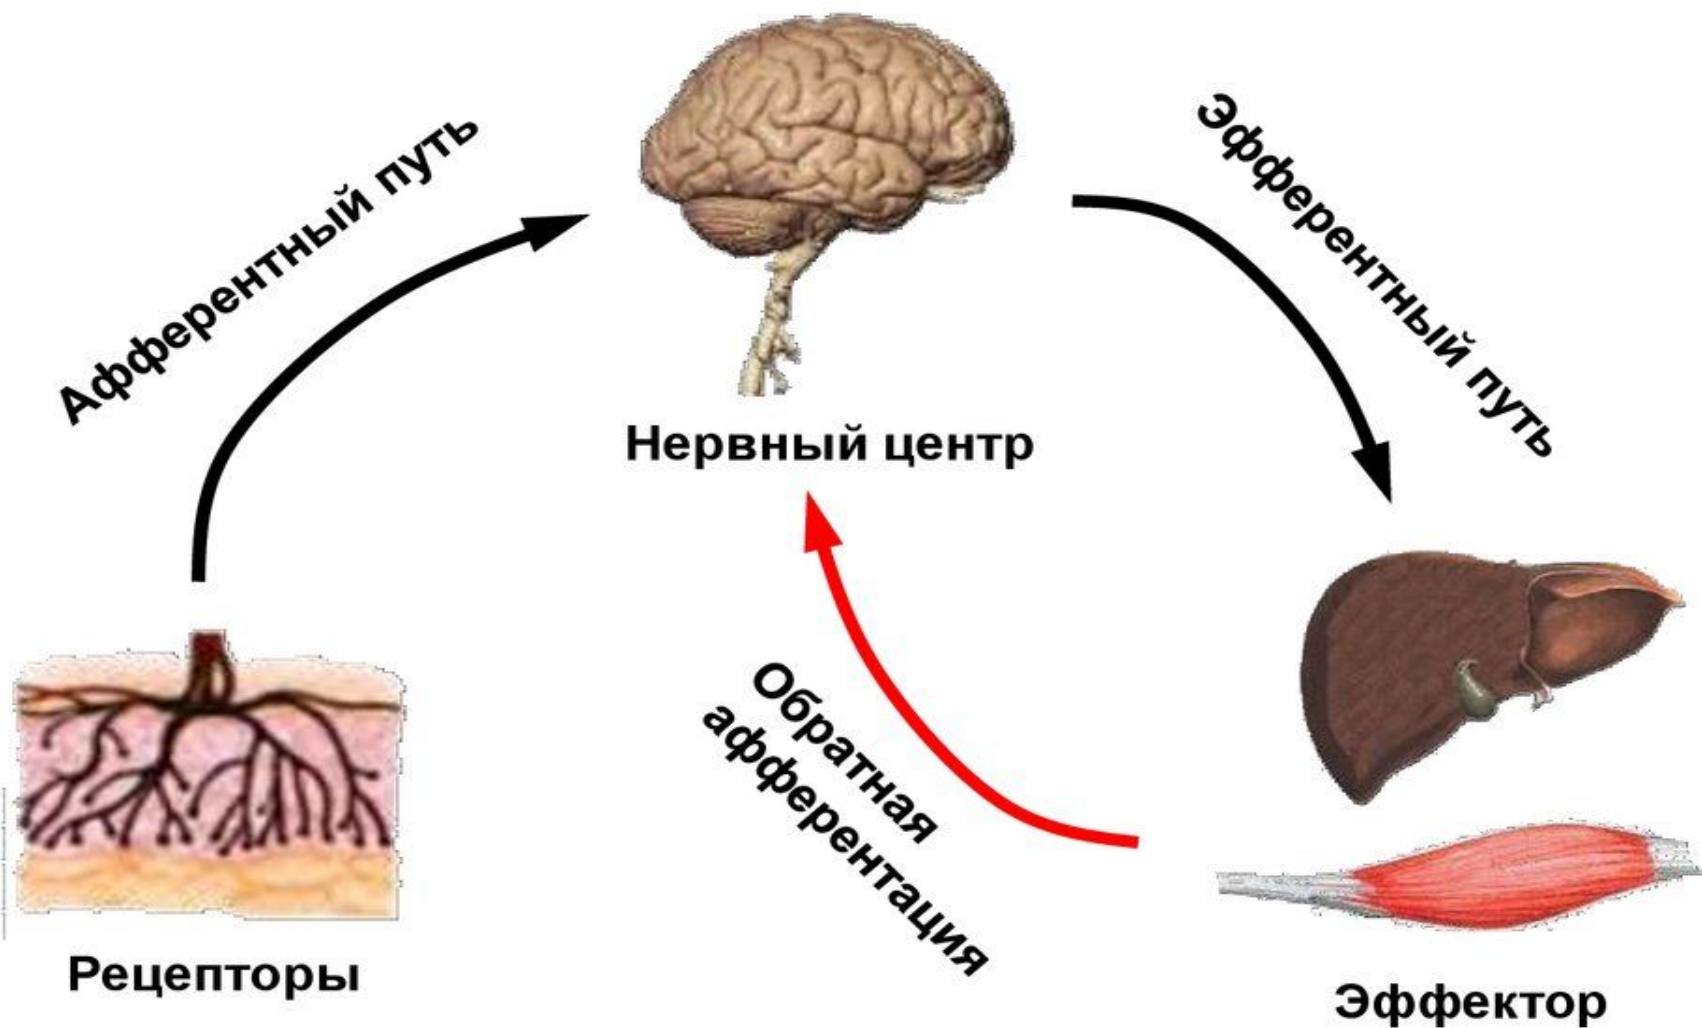 Афферентный путь
Эфферентный путь
Нервный центр
Обратная
афферентация
Рецепторы
Эффектор